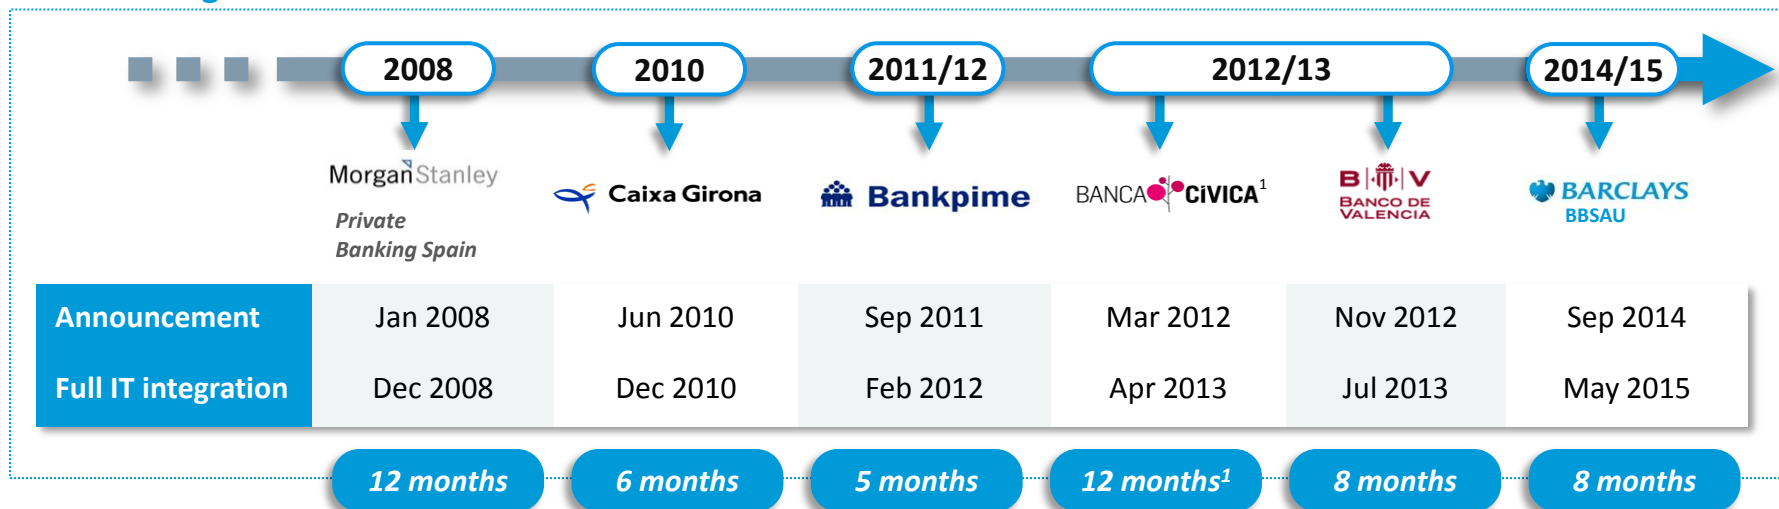 2008 2010 2011/12 2012/13 2014/15
Morgan Stanley
Private
Banking Spain
Caixa Girona
Bankpime
BANCA CÍVICA¹
B V
BANCO DE
VALENCIA
BARCLAYS
BBSAU
Announcement Jan 2008 Jun 2010 Sep 2011 Mar 2012 Nov 2012 Sep 2014
Full IT integration Dec 2008 Dec 2010 Feb 2012 Apr 2013 Jul 2013 May 2015
12 months 6 months 5 months 12 months¹ 8 months 8 months